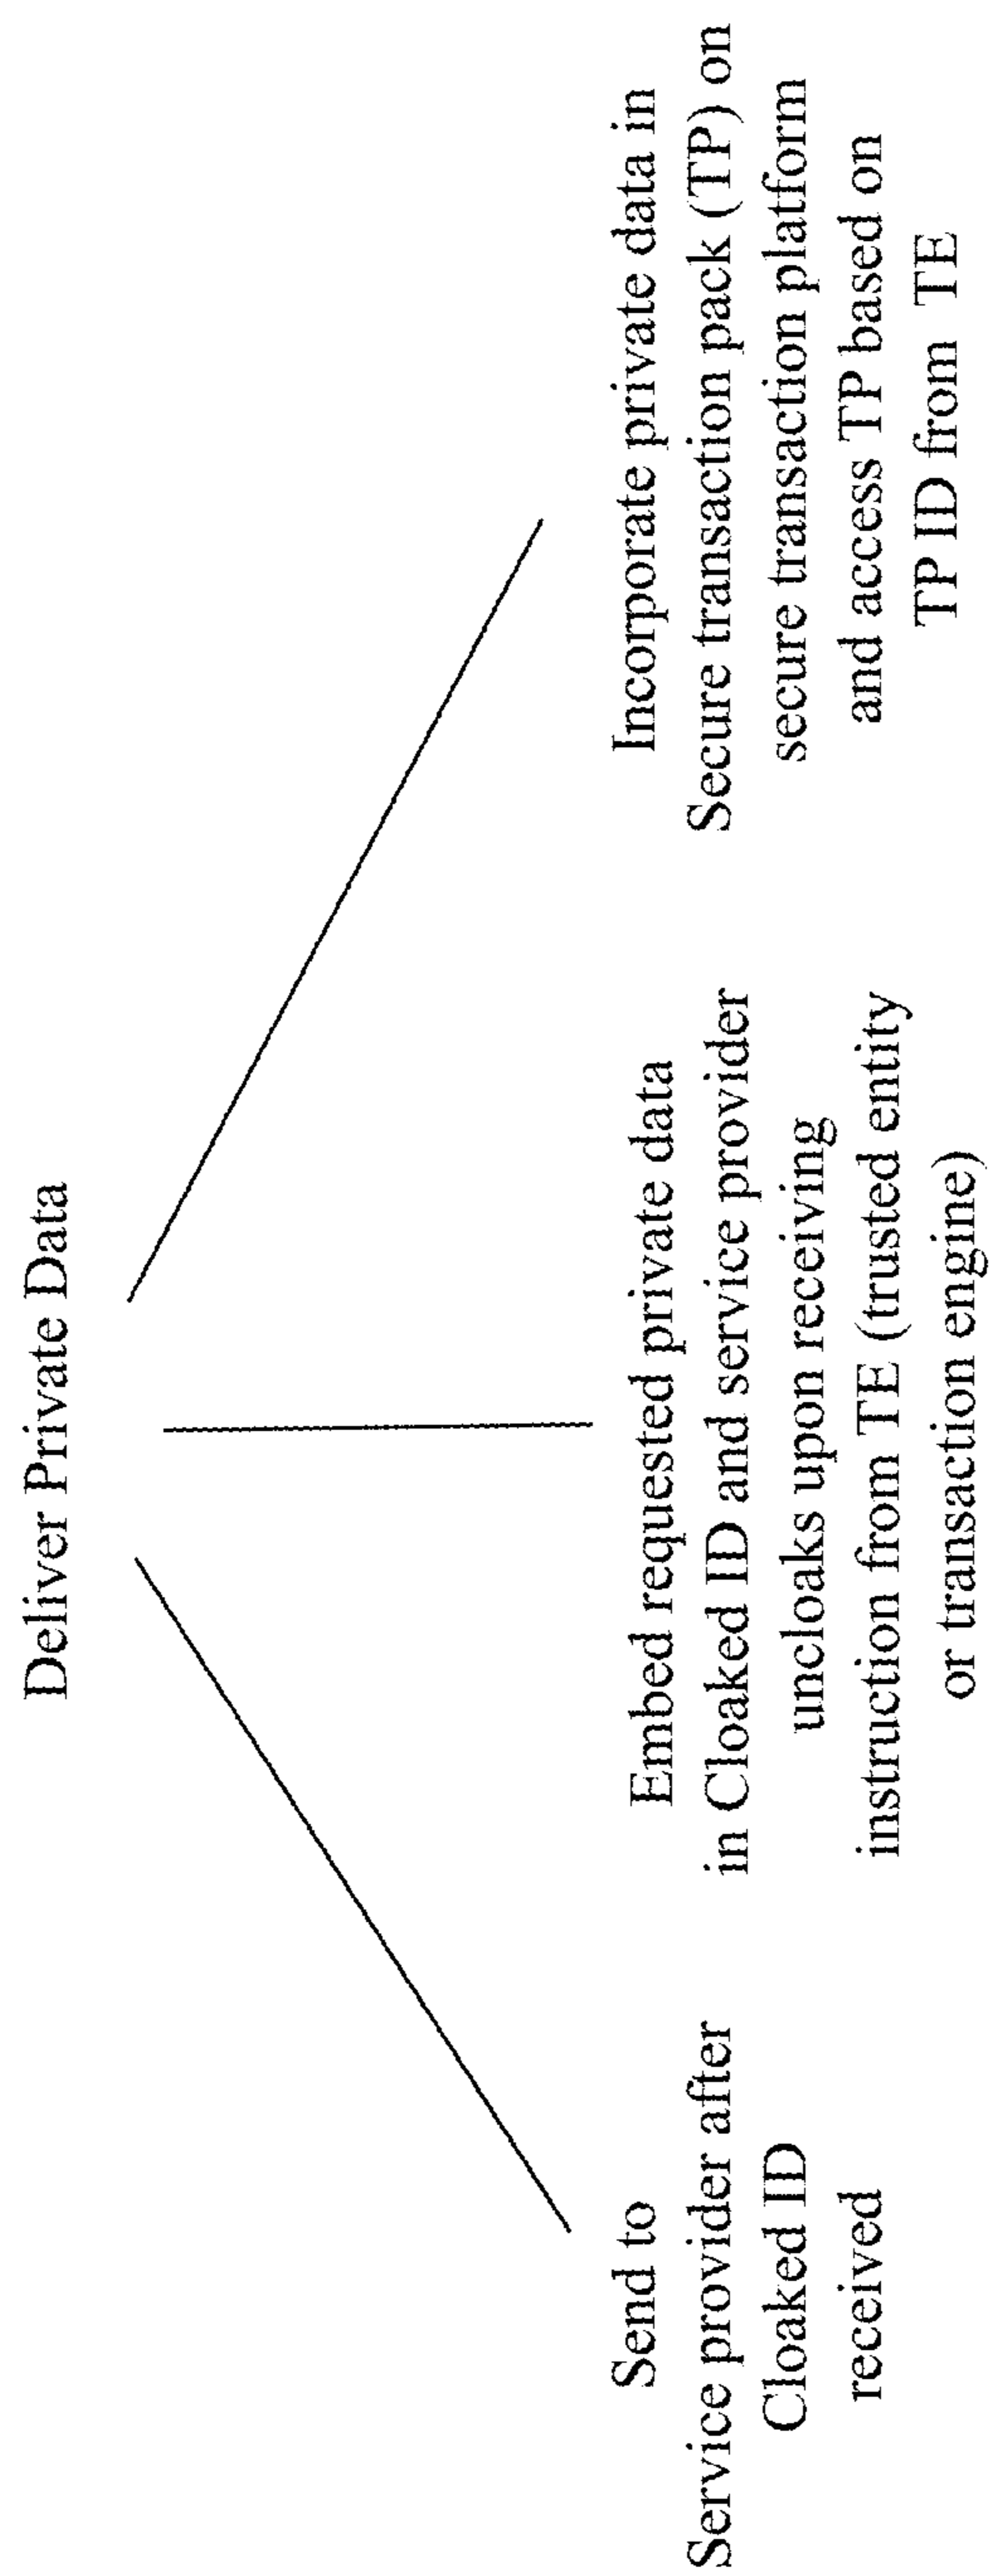 Deliver Private Data
Send to
Service provider after
Cloaked ID
received
Embed requested private data
in Cloaked ID and service provider
uncloaks upon receiving
instruction from TE (trusted entity
or transaction engine)
Incorporate private data in
Secure transaction pack (TP) on
secure transaction platform
and access TP based on
TP ID from TE